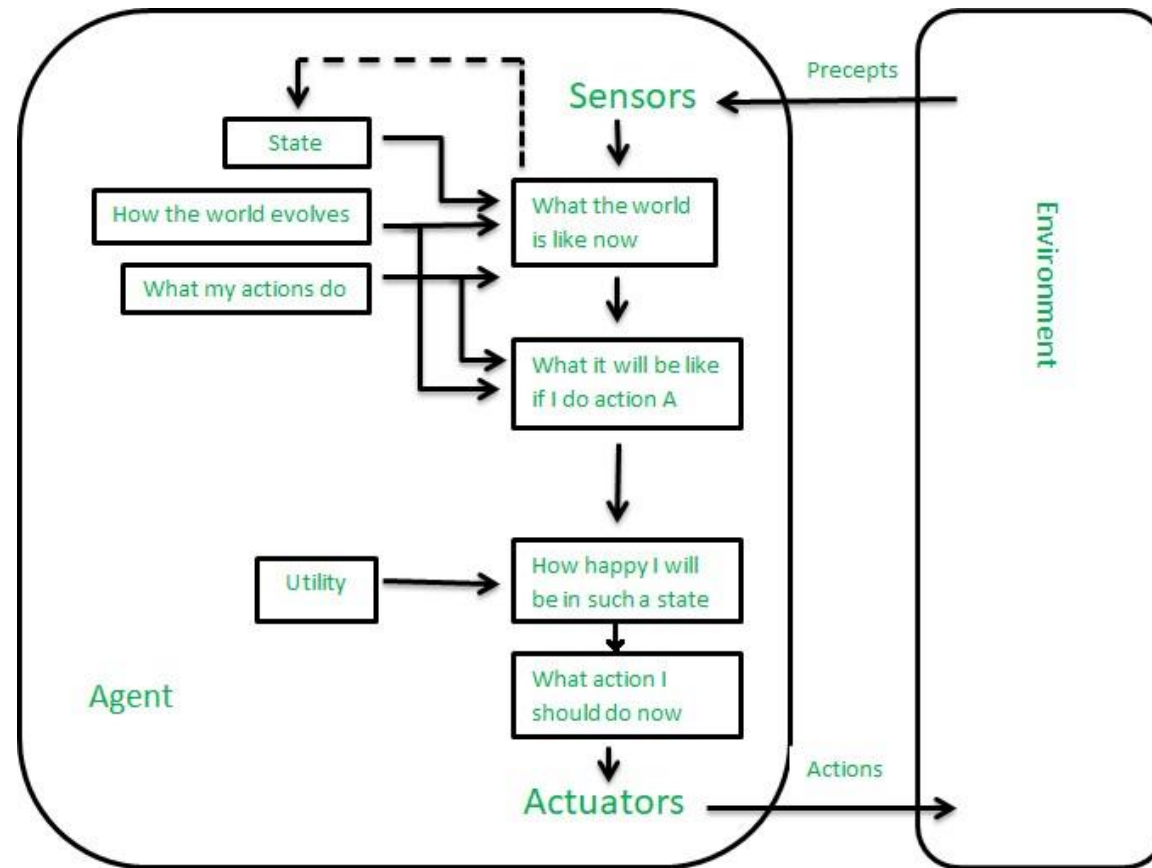 Precepts
Sensors
State
How the world evolves
What the world
is like now
What my actions do
Environment
What it will be like
if I do action A
How happy I will
be in such a state
Utility
What action I
should do now
Agent
Actions
Actuators